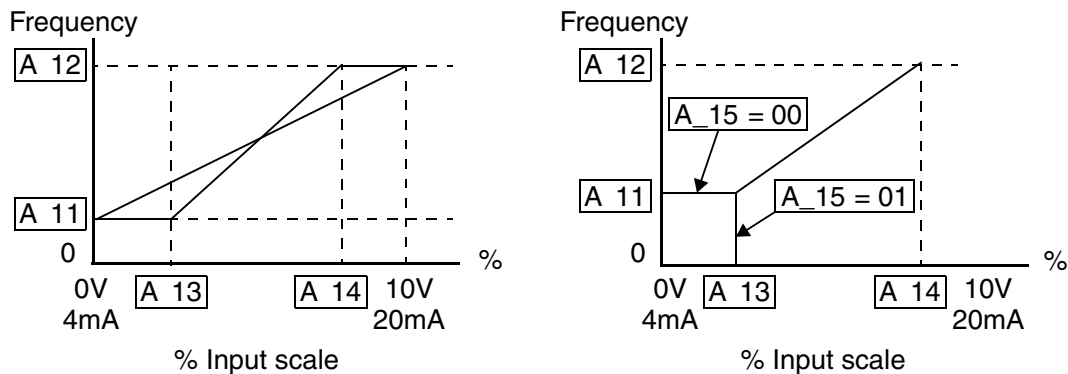 Frequency
A 12
A 11
0
%
0V
4mA
A 13
A 14
10V
20mA
% Input scale
Frequency
A 12
A_15 = 00
A 11
A_15 = 01
0
%
0V
4mA
A 13
A 14
10V
20mA
% Input scale